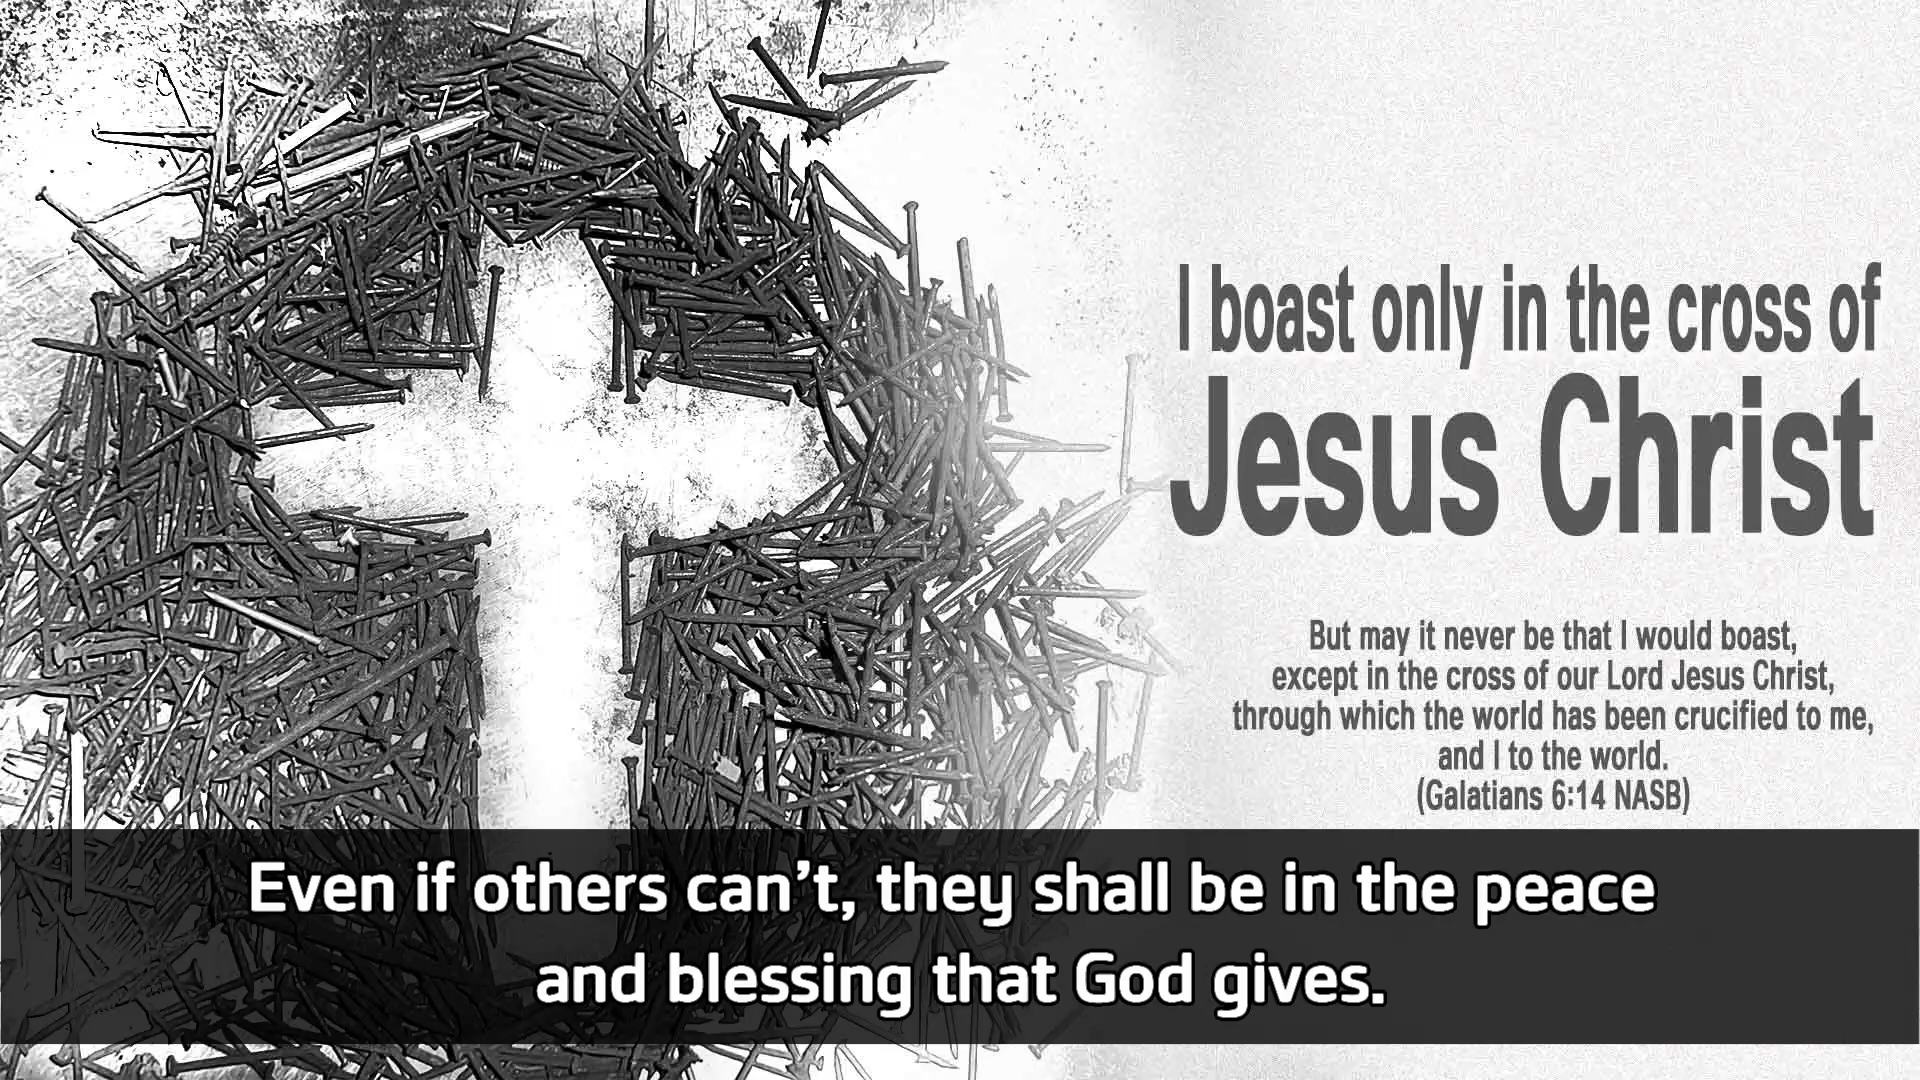 I boast only in the cross of
Jesus Christ
But may it never be that I would boast,
except in the cross of our Lord Jesus Christ,
through which the world has been crucified to me,
and I to the world.
(Galatians 6:14 NASB)
Even if others can’t, they shall be in the peace
and blessing that God gives.